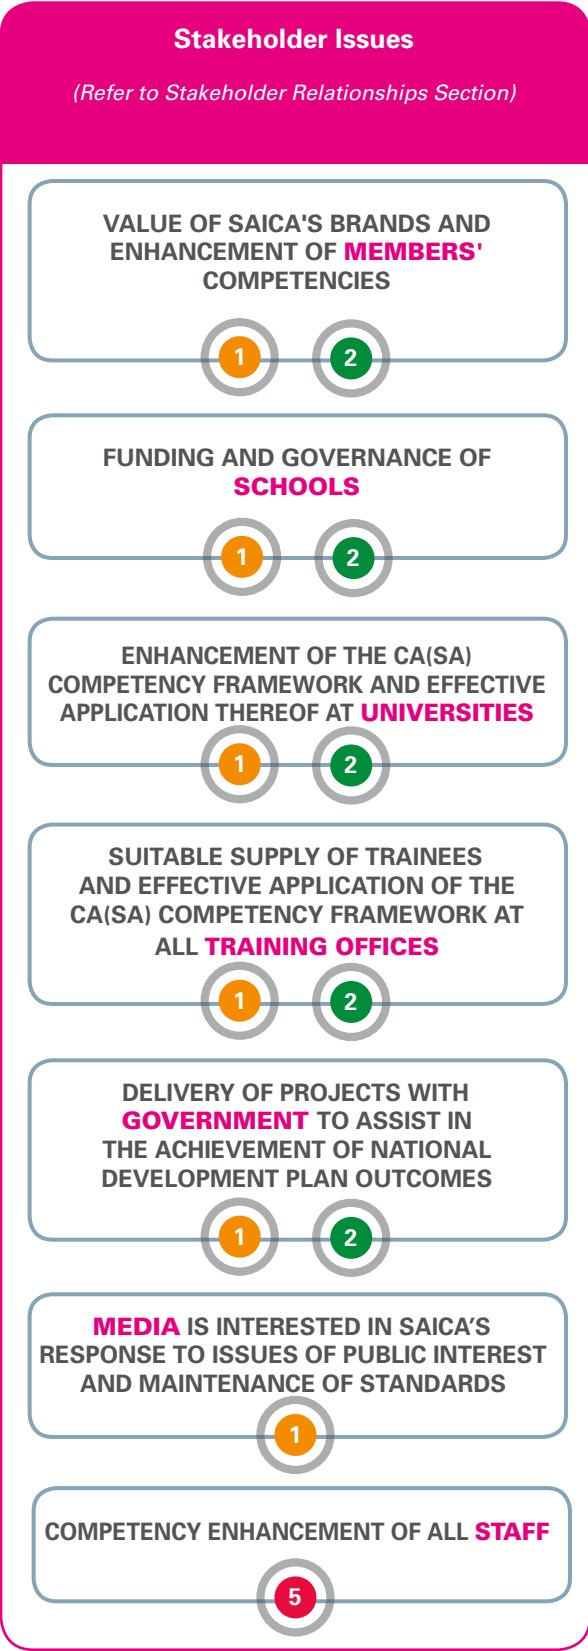 Stakeholder Issues
(Refer to Stakeholder Relationships Section)
VALUE OF SAICA'S BRANDS AND
ENHANCEMENT OF MEMBERS'
COMPETENCIES
1 2
FUNDING AND GOVERNANCE OF
SCHOOLS
1 2
ENHANCEMENT OF THE CA(SA)
COMPETENCY FRAMEWORK AND EFFECTIVE
APPLICATION THEREOF AT UNIVERSITIES
1 2
SUITABLE SUPPLY OF TRAINEES
AND EFFECTIVE APPLICATION OF THE
CA(SA) COMPETENCY FRAMEWORK AT
ALL TRAINING OFFICES
1 2
DELIVERY OF PROJECTS WITH
GOVERNMENT TO ASSIST IN
THE ACHIEVEMENT OF NATIONAL
DEVELOPMENT PLAN OUTCOMES
1 2
MEDIA IS INTERESTED IN SAICA’S
RESPONSE TO ISSUES OF PUBLIC INTEREST
AND MAINTENANCE OF STANDARDS
1
COMPETENCY ENHANCEMENT OF ALL STAFF
5